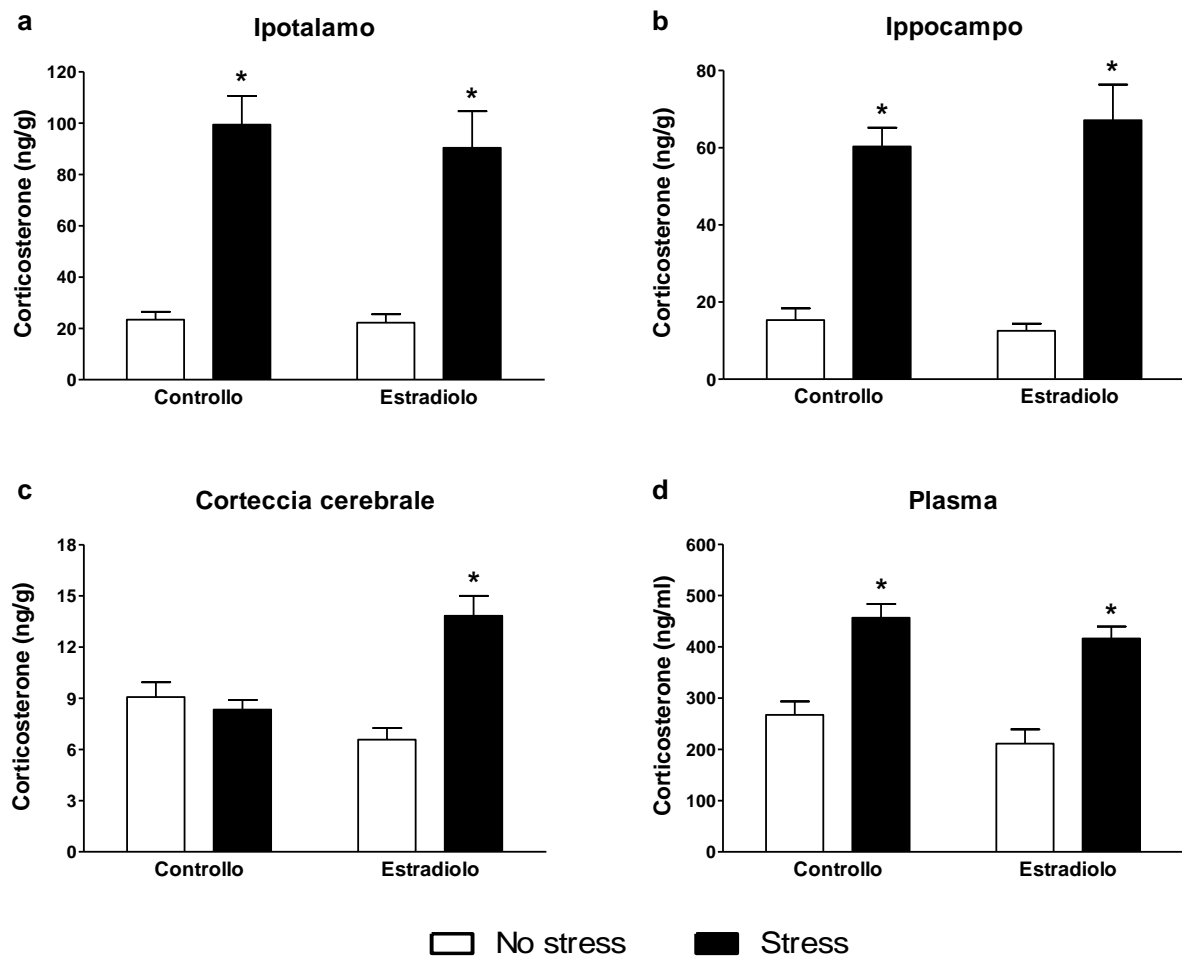 a
Ipotalamo
Corticosterone (ng/g)
120
100
80
60
40
20
0
*
*
Controllo
Estradiolo
b
Ippocampo
Corticosterone (ng/g)
80
60
40
20
0
*
*
Controllo
Estradiolo
c
Corteccia cerebrale
Corticosterone (ng/g)
18
15
12
9
6
3
0
*
Controllo
Estradiolo
d
Plasma
Corticosterone (ng/ml)
600
500
400
300
200
100
0
*
*
Controllo
Estradiolo
No stress
Stress